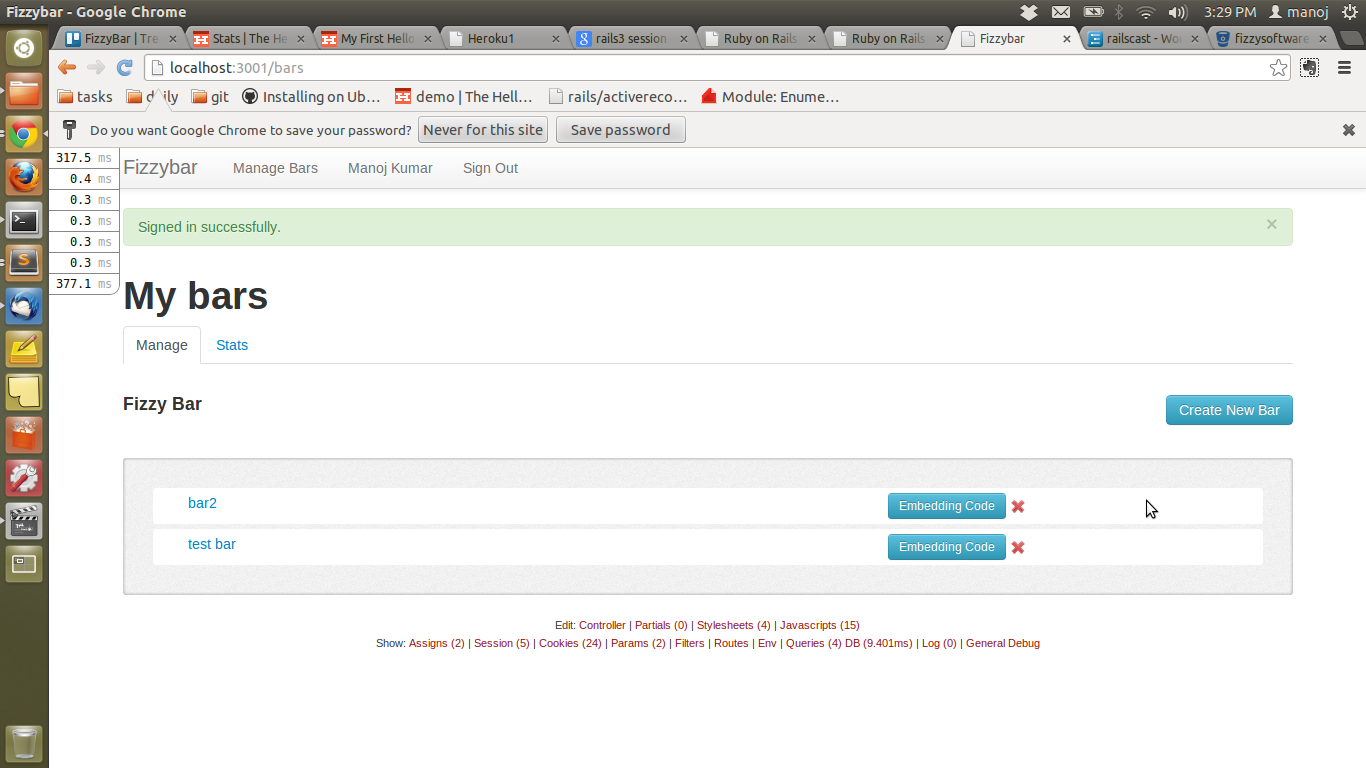 Fizzybar - Google Chrome
3:29 PM manoj
FizzyBar | Tre
Stats | The He
My First Hello
Heroku1
rails3 session
Ruby on Rails
Ruby on Rails
Fizzybar
railscast - Wo
fizzysoftware
localhost:3001/bars
tasks
daily
git
Installing on Ub...
demo | The Hell...
rails/activereco...
Module: Enume...
Do you want Google Chrome to save your password? Never for this site Save password
317.5 ms
0.4 ms
0.3 ms
0.3 ms
0.3 ms
0.3 ms
377.1 ms
Fizzybar Manage Bars Manoj Kumar Sign Out
Signed in successfully. ×
My bars
Manage Stats
Fizzy Bar Create New Bar
bar2 Embedding Code
test bar Embedding Code
Edit: Controller | Partials (0) | Stylesheets (4) | Javascripts (15)
Show: Assigns (2) | Session (5) | Cookies (24) | Params (2) | Filters | Routes | Env | Queries (4) DB (9.401ms) | Log (0) | General Debug